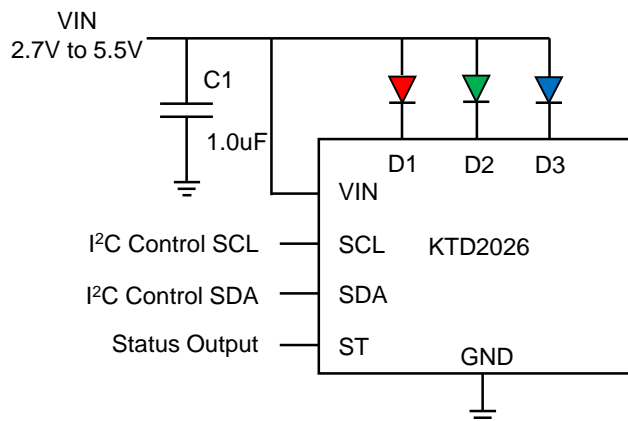 VIN
2.7V to 5.5V
C1
1.0uF
D1 D2 D3
VIN
I²C Control SCL SCL KTD2026
I²C Control SDA SDA
Status Output ST
GND